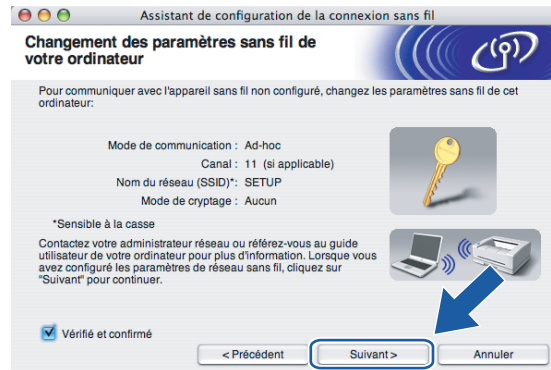 Assistant de configuration de la connexion sans fil
Changement des paramètres sans fil de
votre ordinateur
Pour communiquer avec l'appareil sans fil non configuré, changez les paramètres sans fil de cet
ordinateur:
Mode de communication : Ad-hoc
Canal : 11 (si applicable)
Nom du réseau (SSID)*: SETUP
Mode de cryptage : Aucun
*Sensible à la casse
Contactez votre administrateur réseau ou référez-vous au guide
utilisateur de votre ordinateur pour plus d'information. Lorsque vous
avez configuré les paramètres de réseau sans fil, cliquez sur
"Suivant" pour continuer.
Vérifié et confirmé
< Précédent
Suivant >
Annuler